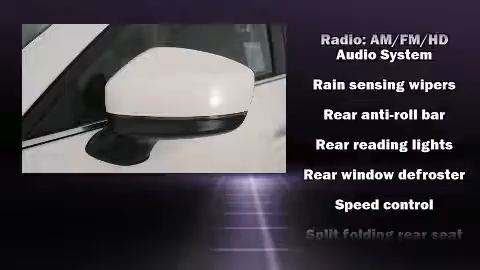 Radio: AM/FM/HD
Audio System
Rain sensing wipers
Rear anti-roll bar
Rear reading lights
Rear window defroster
Speed control
Split folding rear seat